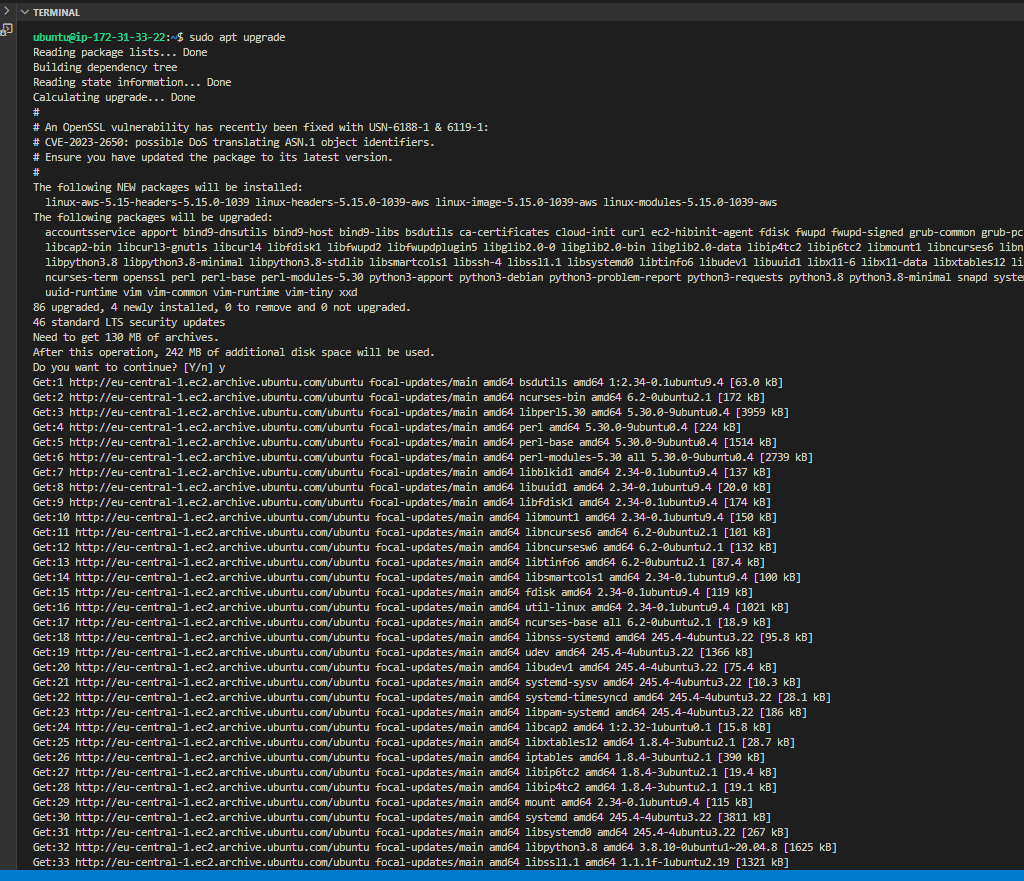 TERMINAL
ubuntu@ip-172-31-33-22:~$ sudo apt upgrade
Reading package lists... Done
Building dependency tree
Reading state information... Done
Calculating upgrade... Done
#
# An OpenSSL vulnerability has recently been fixed with USN-6188-1 & 6119-1:
# CVE-2023-2650: possible DoS translating ASN.1 object identifiers.
# Ensure you have updated the package to its latest version.
#
The following NEW packages will be installed:
linux-aws-5.15-headers-5.15.0-1039 linux-headers-5.15.0-1039-aws linux-image-5.15.0-1039-aws linux-modules-5.15.0-1039-aws
The following packages will be upgraded:
accountsservice apport bind9-dnsutils bind9-host bind9-libs bsdutils ca-certificates cloud-init curl ec2-hibinit-agent fdisk fwupd fwupd-signed grub-common grub-pc
libcap2-bin libcurl3-gnutls libcurl4 libfdisk1 libfwupd2 libfwupdplugin5 libglib2.0-0 libglib2.0-bin libglib2.0-data libip4tc2 libip6tc2 libmount1 libncurses6 libn
libpython3.8 libpython3.8-minimal libpython3.8-stdlib libsmartcols1 libssh-4 libssl1.1 libsystemd0 libtinfo6 libudev1 libuuid1 libx11-6 libx11-data libxtables12 li
ncurses-term openssl perl perl-base perl-modules-5.30 python3-apport python3-debian python3-problem-report python3-requests python3.8 python3.8-minimal snapd syste
uuid-runtime vim vim-common vim-runtime vim-tiny xxd
86 upgraded, 4 newly installed, 0 to remove and 0 not upgraded.
46 standard LTS security updates
Need to get 130 MB of archives.
After this operation, 242 MB of additional disk space will be used.
Do you want to continue? [Y/n] y
Get:1 http://eu-central-1.ec2.archive.ubuntu.com/ubuntu focal-updates/main amd64 bsdutils amd64 1:2.34-0.1ubuntu9.4 [63.0 kB]
Get:2 http://eu-central-1.ec2.archive.ubuntu.com/ubuntu focal-updates/main amd64 ncurses-bin amd64 6.2-0ubuntu2.1 [172 kB]
Get:3 http://eu-central-1.ec2.archive.ubuntu.com/ubuntu focal-updates/main amd64 libperl5.30 amd64 5.30.0-9ubuntu0.4 [3959 kB]
Get:4 http://eu-central-1.ec2.archive.ubuntu.com/ubuntu focal-updates/main amd64 perl amd64 5.30.0-9ubuntu0.4 [224 kB]
Get:5 http://eu-central-1.ec2.archive.ubuntu.com/ubuntu focal-updates/main amd64 perl-base amd64 5.30.0-9ubuntu0.4 [1514 kB]
Get:6 http://eu-central-1.ec2.archive.ubuntu.com/ubuntu focal-updates/main amd64 perl-modules-5.30 all 5.30.0-9ubuntu0.4 [2739 kB]
Get:7 http://eu-central-1.ec2.archive.ubuntu.com/ubuntu focal-updates/main amd64 libblkid1 amd64 2.34-0.1ubuntu9.4 [137 kB]
Get:8 http://eu-central-1.ec2.archive.ubuntu.com/ubuntu focal-updates/main amd64 libuuid1 amd64 2.34-0.1ubuntu9.4 [20.0 kB]
Get:9 http://eu-central-1.ec2.archive.ubuntu.com/ubuntu focal-updates/main amd64 libfdisk1 amd64 2.34-0.1ubuntu9.4 [174 kB]
Get:10 http://eu-central-1.ec2.archive.ubuntu.com/ubuntu focal-updates/main amd64 libmount1 amd64 2.34-0.1ubuntu9.4 [150 kB]
Get:11 http://eu-central-1.ec2.archive.ubuntu.com/ubuntu focal-updates/main amd64 libncurses6 amd64 6.2-0ubuntu2.1 [101 kB]
Get:12 http://eu-central-1.ec2.archive.ubuntu.com/ubuntu focal-updates/main amd64 libncursesw6 amd64 6.2-0ubuntu2.1 [132 kB]
Get:13 http://eu-central-1.ec2.archive.ubuntu.com/ubuntu focal-updates/main amd64 libtinfo6 amd64 6.2-0ubuntu2.1 [87.4 kB]
Get:14 http://eu-central-1.ec2.archive.ubuntu.com/ubuntu focal-updates/main amd64 libsmartcols1 amd64 2.34-0.1ubuntu9.4 [100 kB]
Get:15 http://eu-central-1.ec2.archive.ubuntu.com/ubuntu focal-updates/main amd64 fdisk amd64 2.34-0.1ubuntu9.4 [119 kB]
Get:16 http://eu-central-1.ec2.archive.ubuntu.com/ubuntu focal-updates/main amd64 util-linux amd64 2.34-0.1ubuntu9.4 [1021 kB]
Get:17 http://eu-central-1.ec2.archive.ubuntu.com/ubuntu focal-updates/main amd64 ncurses-base all 6.2-0ubuntu2.1 [18.9 kB]
Get:18 http://eu-central-1.ec2.archive.ubuntu.com/ubuntu focal-updates/main amd64 libnss-systemd amd64 245.4-4ubuntu3.22 [95.8 kB]
Get:19 http://eu-central-1.ec2.archive.ubuntu.com/ubuntu focal-updates/main amd64 udev amd64 245.4-4ubuntu3.22 [1366 kB]
Get:20 http://eu-central-1.ec2.archive.ubuntu.com/ubuntu focal-updates/main amd64 libudev1 amd64 245.4-4ubuntu3.22 [75.4 kB]
Get:21 http://eu-central-1.ec2.archive.ubuntu.com/ubuntu focal-updates/main amd64 systemd-sysv amd64 245.4-4ubuntu3.22 [10.3 kB]
Get:22 http://eu-central-1.ec2.archive.ubuntu.com/ubuntu focal-updates/main amd64 systemd-timesyncd amd64 245.4-4ubuntu3.22 [28.1 kB]
Get:23 http://eu-central-1.ec2.archive.ubuntu.com/ubuntu focal-updates/main amd64 libpam-systemd amd64 245.4-4ubuntu3.22 [186 kB]
Get:24 http://eu-central-1.ec2.archive.ubuntu.com/ubuntu focal-updates/main amd64 libcap2 amd64 1:2.32-1ubuntu0.1 [15.8 kB]
Get:25 http://eu-central-1.ec2.archive.ubuntu.com/ubuntu focal-updates/main amd64 libxtables12 amd64 1.8.4-3ubuntu2.1 [28.7 kB]
Get:26 http://eu-central-1.ec2.archive.ubuntu.com/ubuntu focal-updates/main amd64 iptables amd64 1.8.4-3ubuntu2.1 [390 kB]
Get:27 http://eu-central-1.ec2.archive.ubuntu.com/ubuntu focal-updates/main amd64 libip6tc2 amd64 1.8.4-3ubuntu2.1 [19.4 kB]
Get:28 http://eu-central-1.ec2.archive.ubuntu.com/ubuntu focal-updates/main amd64 libip4tc2 amd64 1.8.4-3ubuntu2.1 [19.1 kB]
Get:29 http://eu-central-1.ec2.archive.ubuntu.com/ubuntu focal-updates/main amd64 mount amd64 2.34-0.1ubuntu9.4 [115 kB]
Get:30 http://eu-central-1.ec2.archive.ubuntu.com/ubuntu focal-updates/main amd64 systemd amd64 245.4-4ubuntu3.22 [3811 kB]
Get:31 http://eu-central-1.ec2.archive.ubuntu.com/ubuntu focal-updates/main amd64 libsystemd0 amd64 245.4-4ubuntu3.22 [267 kB]
Get:32 http://eu-central-1.ec2.archive.ubuntu.com/ubuntu focal-updates/main amd64 libpython3.8 amd64 3.8.10-0ubuntu1~20.04.8 [1625 kB]
Get:33 http://eu-central-1.ec2.archive.ubuntu.com/ubuntu focal-updates/main amd64 libssl1.1 amd64 1.1.1f-1ubuntu2.19 [1321 kB]